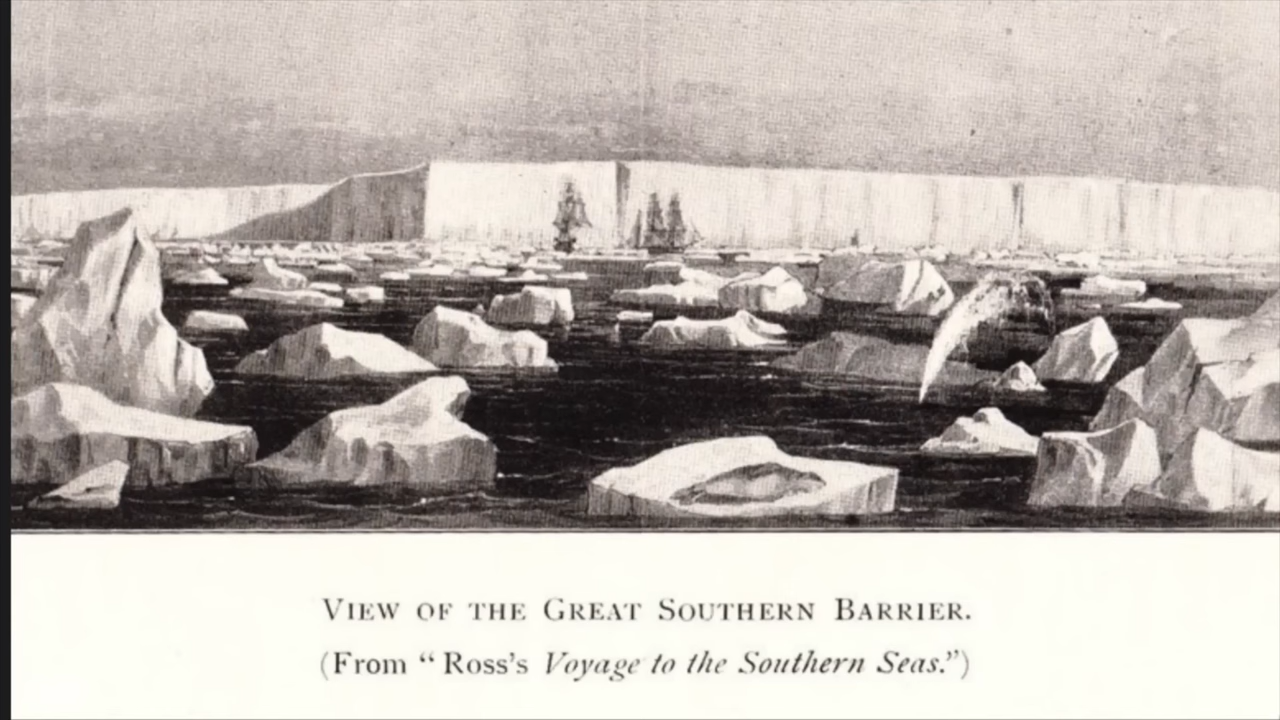 VIEW OF THE GREAT SOUTHERN BARRIER.
(From “Ross's Voyage to the Southern Seas.”)